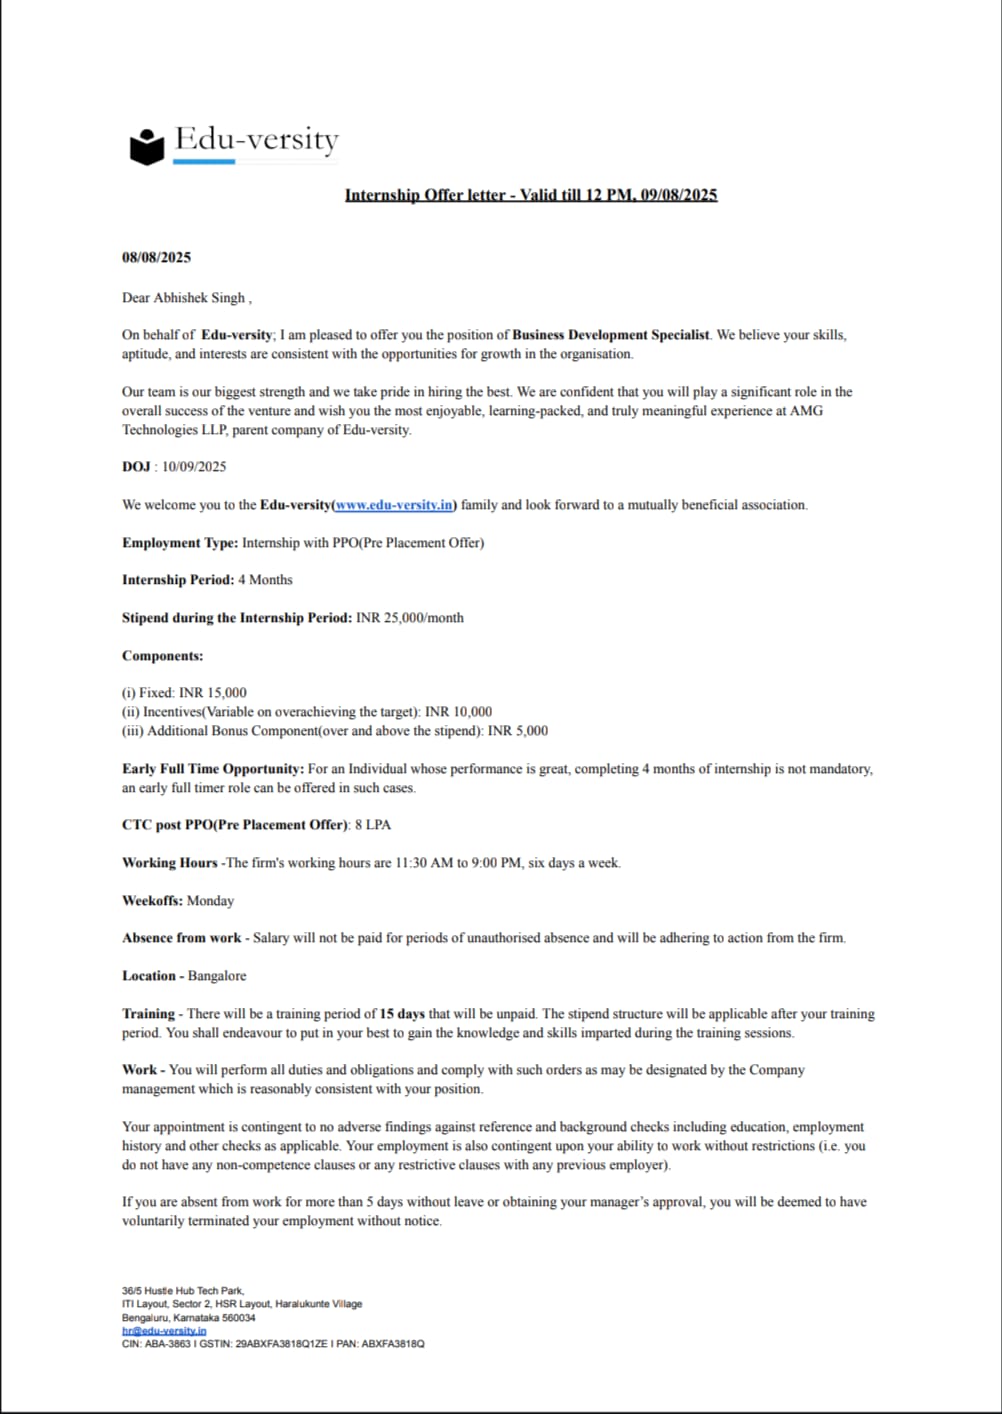 Edu-versity
Internship Offer letter - Valid till 12 PM, 09/08/2025
08/08/2025
Dear Abhishek Singh ,
On behalf of Edu-versity; I am pleased to offer you the position of Business Development Specialist. We believe your skills,
aptitude, and interests are consistent with the opportunities for growth in the organisation.
Our team is our biggest strength and we take pride in hiring the best. We are confident that you will play a significant role in the
overall success of the venture and wish you the most enjoyable, learning-packed, and truly meaningful experience at AMG
Technologies LLP, parent company of Edu-versity.
DOJ : 10/09/2025
We welcome you to the Edu-versity(www.edu-versity.in) family and look forward to a mutually beneficial association.
Employment Type: Internship with PPO(Pre Placement Offer)
Internship Period: 4 Months
Stipend during the Internship Period: INR 25,000/month
Components:
(i) Fixed: INR 15,000
(ii) Incentives(Variable on overachieving the target): INR 10,000
(iii) Additional Bonus Component(over and above the stipend): INR 5,000
Early Full Time Opportunity: For an Individual whose performance is great, completing 4 months of internship is not mandatory,
an early full timer role can be offered in such cases.
CTC post PPO(Pre Placement Offer): 8 LPA
Working Hours -The firm's working hours are 11:30 AM to 9:00 PM, six days a week.
Weekoffs: Monday
Absence from work - Salary will not be paid for periods of unauthorised absence and will be adhering to action from the firm.
Location - Bangalore
Training - There will be a training period of 15 days that will be unpaid. The stipend structure will be applicable after your training
period. You shall endeavour to put in your best to gain the knowledge and skills imparted during the training sessions.
Work - You will perform all duties and obligations and comply with such orders as may be designated by the Company
management which is reasonably consistent with your position.
Your appointment is contingent to no adverse findings against reference and background checks including education, employment
history and other checks as applicable. Your employment is also contingent upon your ability to work without restrictions (i.e. you
do not have any non-competence clauses or any restrictive clauses with any previous employer).
If you are absent from work for more than 5 days without leave or obtaining your manager’s approval, you will be deemed to have
voluntarily terminated your employment without notice.
36/5 Hustle Hub Tech Park,
ITI Layout, Sector 2, HSR Layout, Haralukunte Village
Bengaluru, Karnataka 560034
hr@edu-versity.in
CIN: ABA-3863 I GSTIN: 29ABXFA3818Q1ZE I PAN: ABXFA3818Q